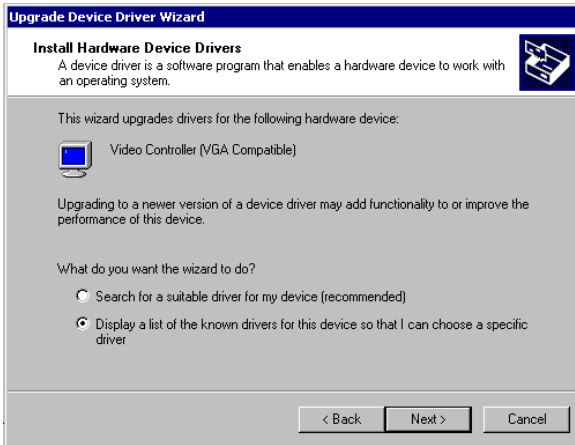 Upgrade Device Driver Wizard
Install Hardware Device Drivers
A device driver is a software program that enables a hardware device to work with
an operating system.
This wizard upgrades drivers for the following hardware device:
Video Controller (VGA Compatible)
Upgrading to a newer version of a device driver may add functionality to or improve the
performance of this device.
What do you want the wizard to do?
Search for a suitable driver for my device (recommended)
Display a list of the known drivers for this device so that I can choose a specific
driver
< Back Next > Cancel